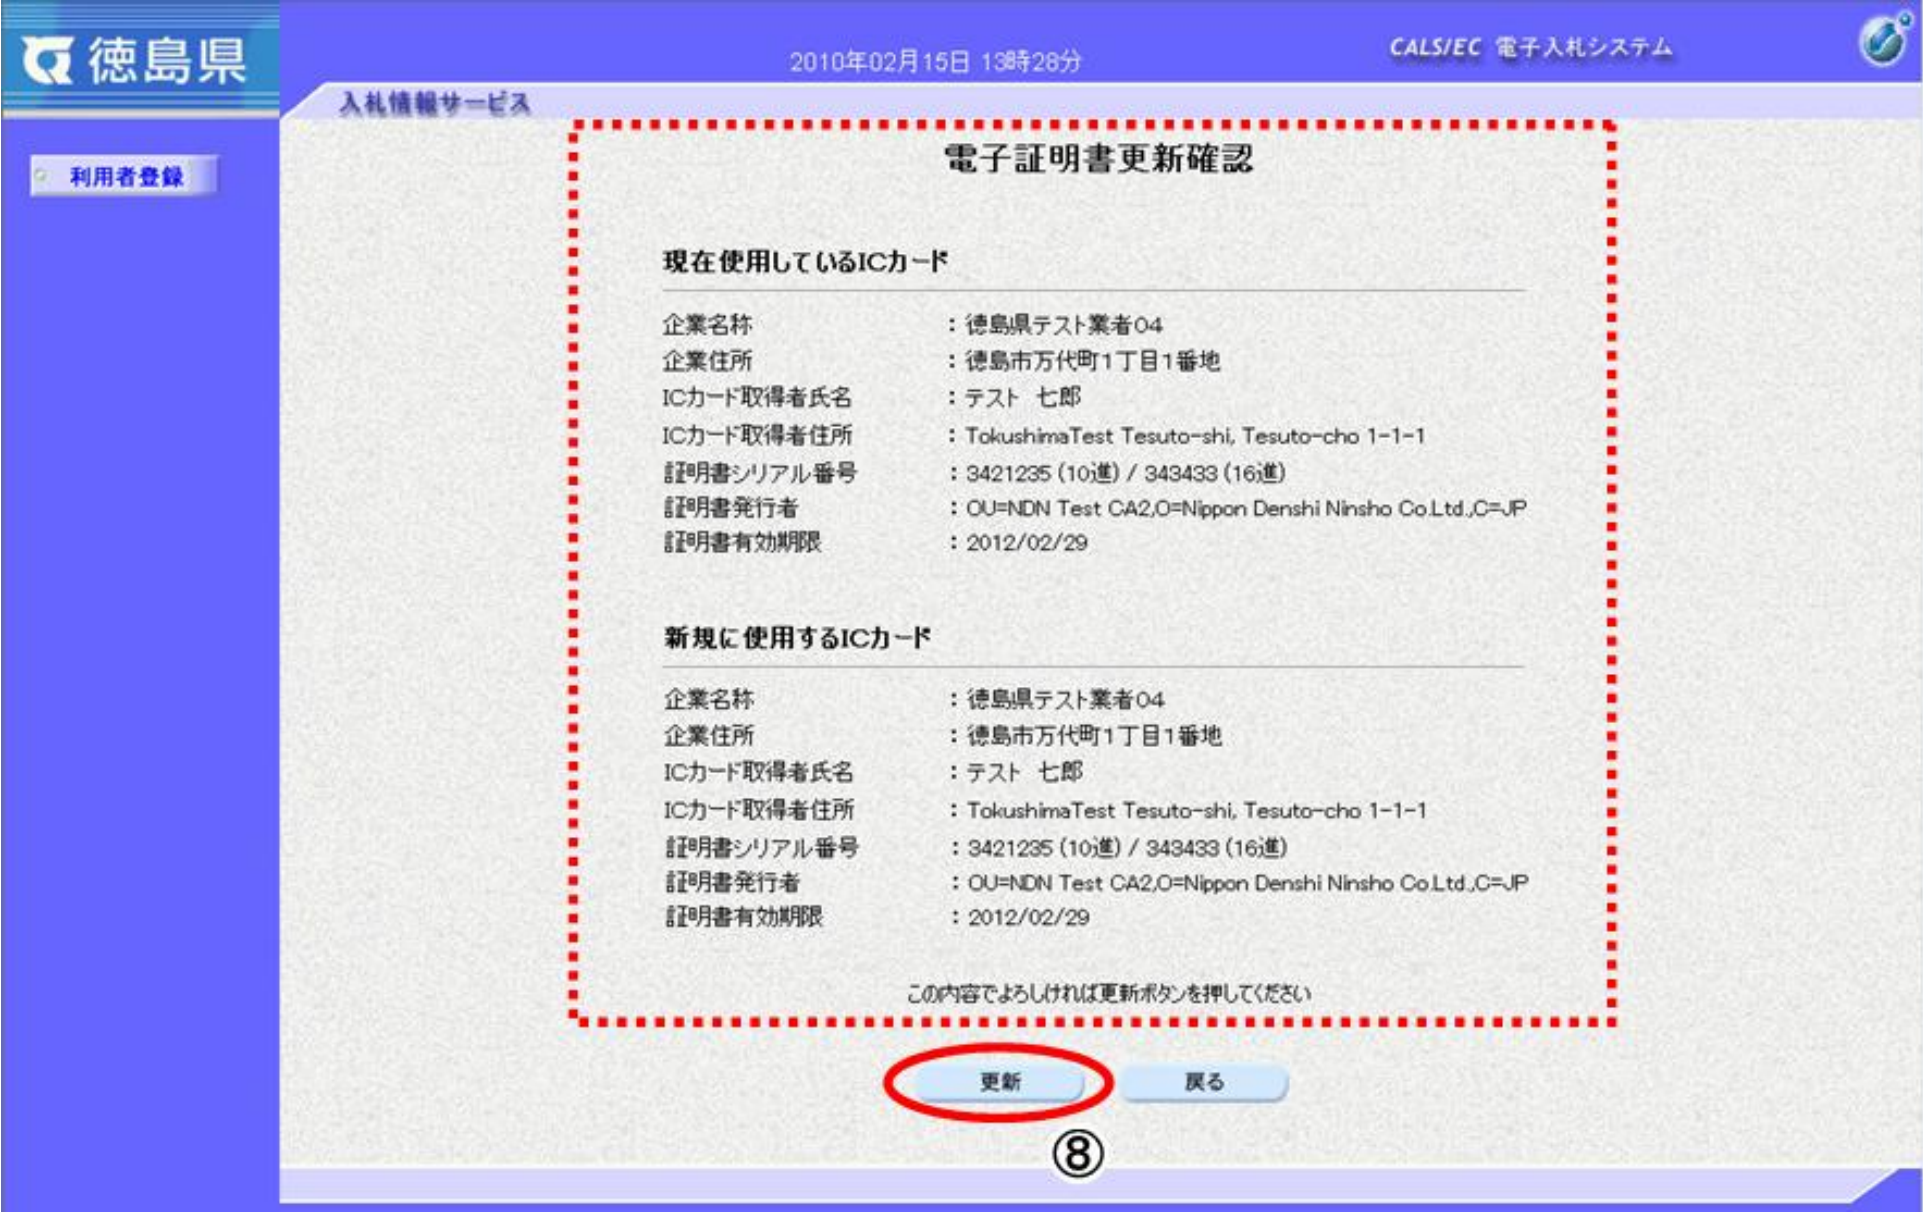 徳島県
2010年02月15日 13時28分
CALS/EC 電子入札システム
入札情報サービス
利用者登録
電子証明書更新確認
現在使用しているICカード
企業名称 : 徳島県テスト業者04
企業住所 : 徳島市万代町1丁目1番地
ICカード取得者氏名 : テスト 七郎
ICカード取得者住所 : TokushimaTest Tesuto-shi, Tesuto-cho 1-1-1
証明書シリアル番号 : 3421235 (10進) / 343433 (16進)
証明書発行者 : OU=NDN Test CA2,O=Nippon Denshi Ninsho Co.Ltd.,C=JP
証明書有効期限 : 2012/02/29
新規に使用するICカード
企業名称 : 徳島県テスト業者04
企業住所 : 徳島市万代町1丁目1番地
ICカード取得者氏名 : テスト 七郎
ICカード取得者住所 : TokushimaTest Tesuto-shi, Tesuto-cho 1-1-1
証明書シリアル番号 : 3421235 (10進) / 343433 (16進)
証明書発行者 : OU=NDN Test CA2,O=Nippon Denshi Ninsho Co.Ltd.,C=JP
証明書有効期限 : 2012/02/29
この内容でよろしければ更新ボタンを押してください
更新 戻る
⑧